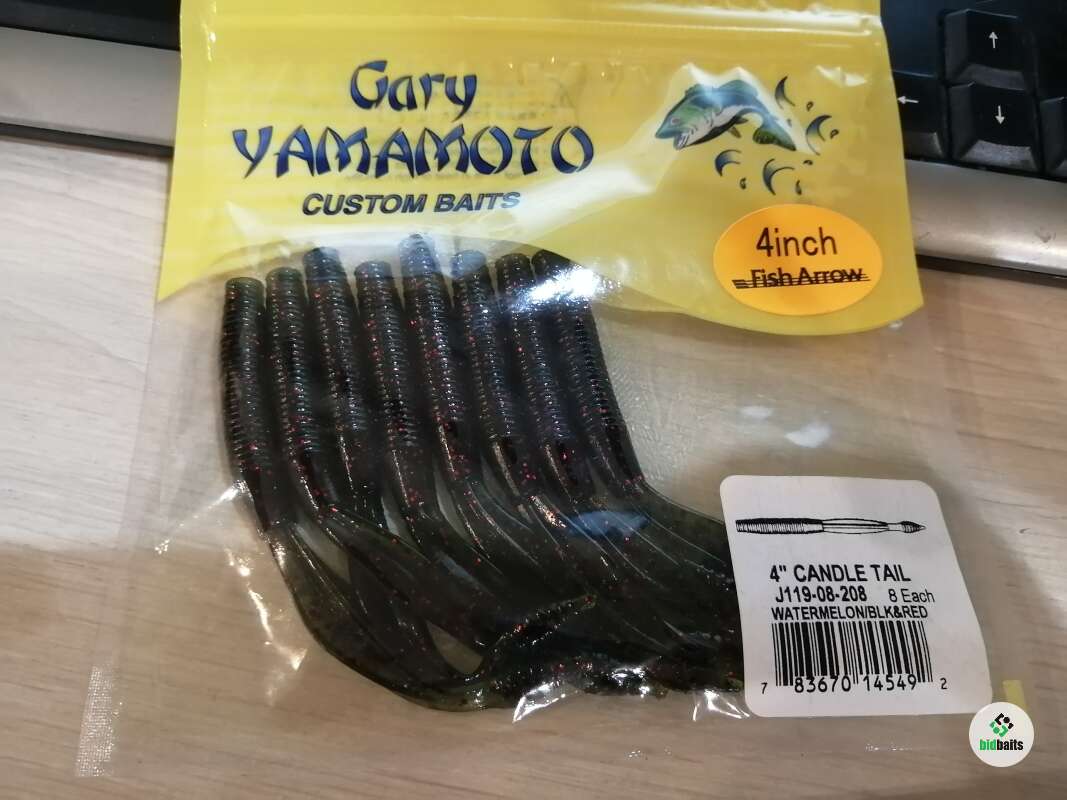 Gary
YAMAMOTO
CUSTOM BAITS
4inch
Fish Arrow
4" CANDLE TAIL
J119-08-208 8 Each
WATERMELON/BLK&RED
7 83670 14549 2
bidbaits